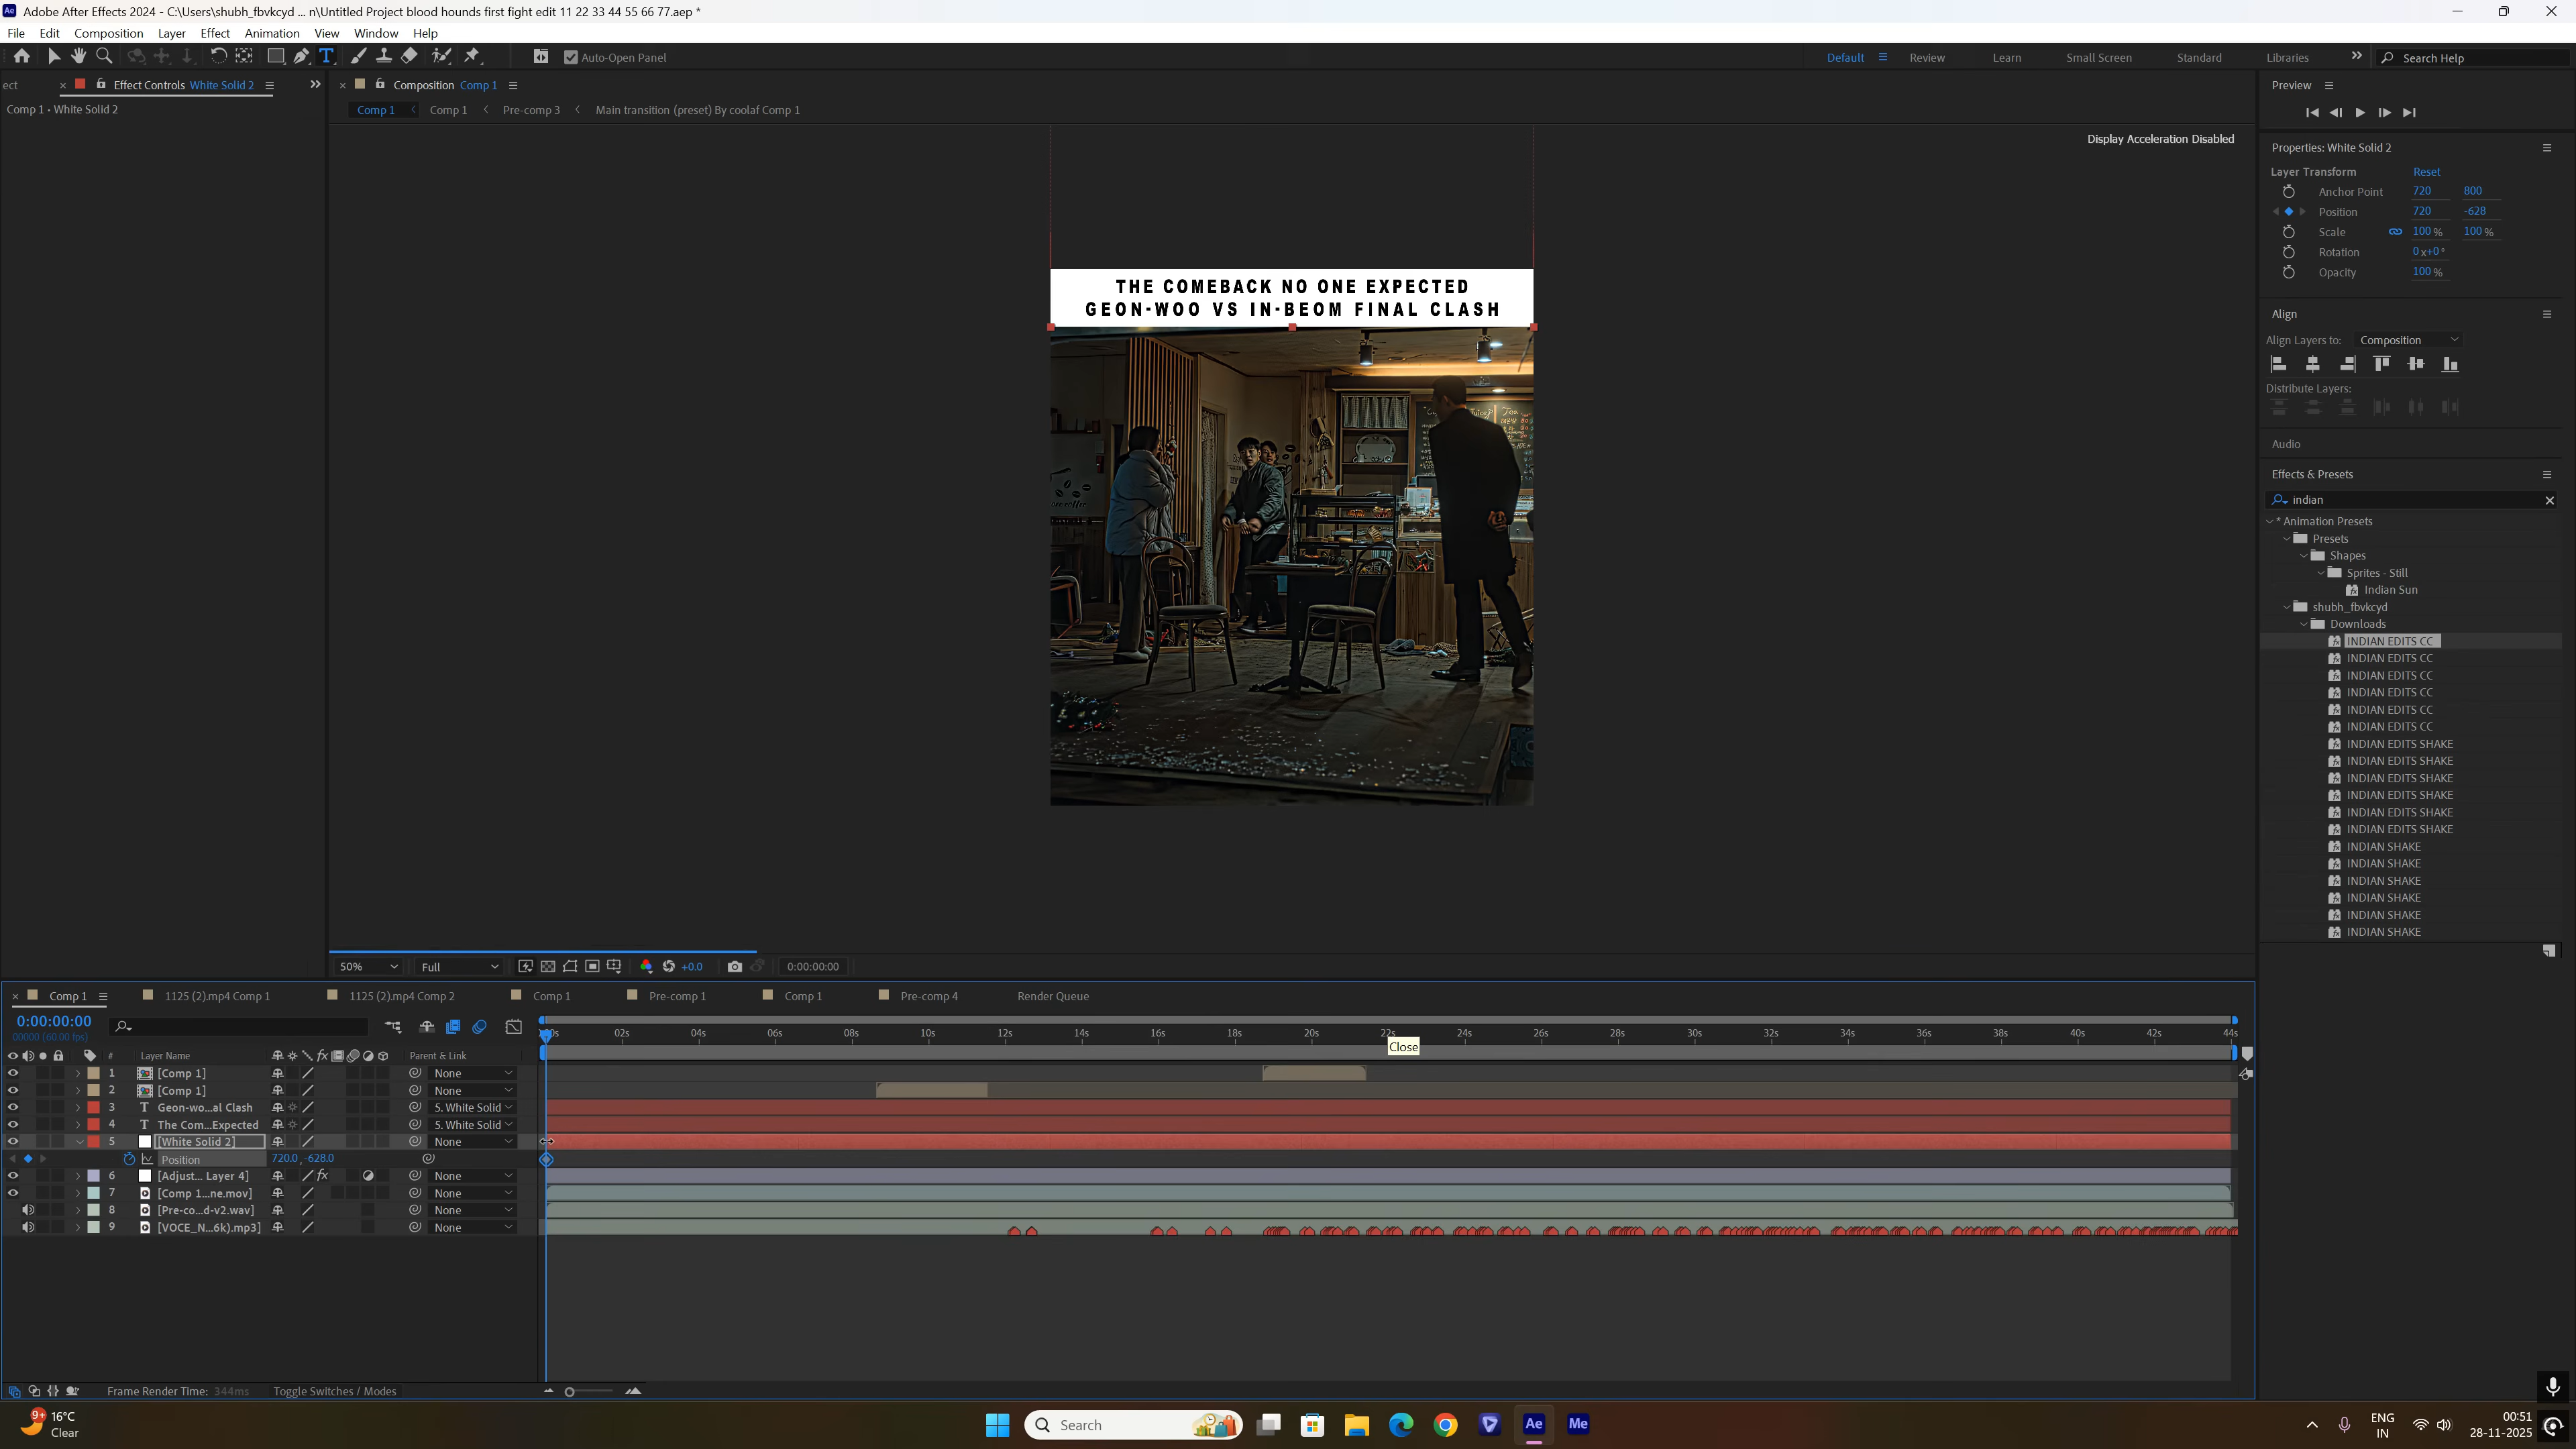 Adobe After Effects 2024 - C:\Users\shubh_fbvkcyd ... n\Untitled Project blood hounds first fight edit 11 22 33 44 55 66 77.aep *
File Edit Composition Layer Effect Animation View Window Help
Auto-Open Panel
Default Review Learn Small Screen Standard Libraries Search Help
ect Effect Controls White Solid 2
Comp 1 • White Solid 2
Composition Comp 1
Comp 1 Comp 1 Pre-comp 3 Main transition (preset) By coolaf Comp 1
Display Acceleration Disabled
THE COMEBACK NO ONE EXPECTED
GEON-WOO VS IN-BEOM FINAL CLASH
50% Full +0.0 0:00:00:00
Preview
Properties: White Solid 2
Layer Transform Reset
Anchor Point 720 800
Position 720 -628
Scale 100 % 100 %
Rotation 0x+0°
Opacity 100 %
Align
Align Layers to: Composition
Distribute Layers:
Audio
Effects & Presets
indian
* Animation Presets
Presets
Shapes
Sprites - Still
Indian Sun
shubh_fbvkcyd
Downloads
INDIAN EDITS CC
INDIAN EDITS CC
INDIAN EDITS CC
INDIAN EDITS CC
INDIAN EDITS CC
INDIAN EDITS CC
INDIAN EDITS SHAKE
INDIAN EDITS SHAKE
INDIAN EDITS SHAKE
INDIAN EDITS SHAKE
INDIAN EDITS SHAKE
INDIAN EDITS SHAKE
INDIAN SHAKE
INDIAN SHAKE
INDIAN SHAKE
INDIAN SHAKE
INDIAN SHAKE
INDIAN SHAKE
Comp 1 1125 (2).mp4 Comp 1 1125 (2).mp4 Comp 2 Comp 1 Pre-comp 1 Comp 1 Pre-comp 4 Render Queue
0:00:00:00
00000 (60.00 fps)
02s 04s 06s 08s 10s 12s 14s 16s 18s 20s 22s 24s 26s 28s 30s 32s 34s 36s 38s 40s 42s 44s
Close
# Layer Name Parent & Link
1 [Comp 1] None
2 [Comp 1] None
3 T Geon-wo...al Clash 5. White Solid
4 T The Com...Expected 5. White Solid
5 [White Solid 2] None
Position 720.0, -628.0
6 [Adjust... Layer 4] fx None
7 [Comp 1...ne.mov] None
8 [Pre-co...d-v2.wav] None
9 [VOCE_N...6k).mp3] None
Frame Render Time: 344ms Toggle Switches / Modes
9+ 16°C
Clear
Search
Ae Me
ENG
IN
00:51
28-11-2025